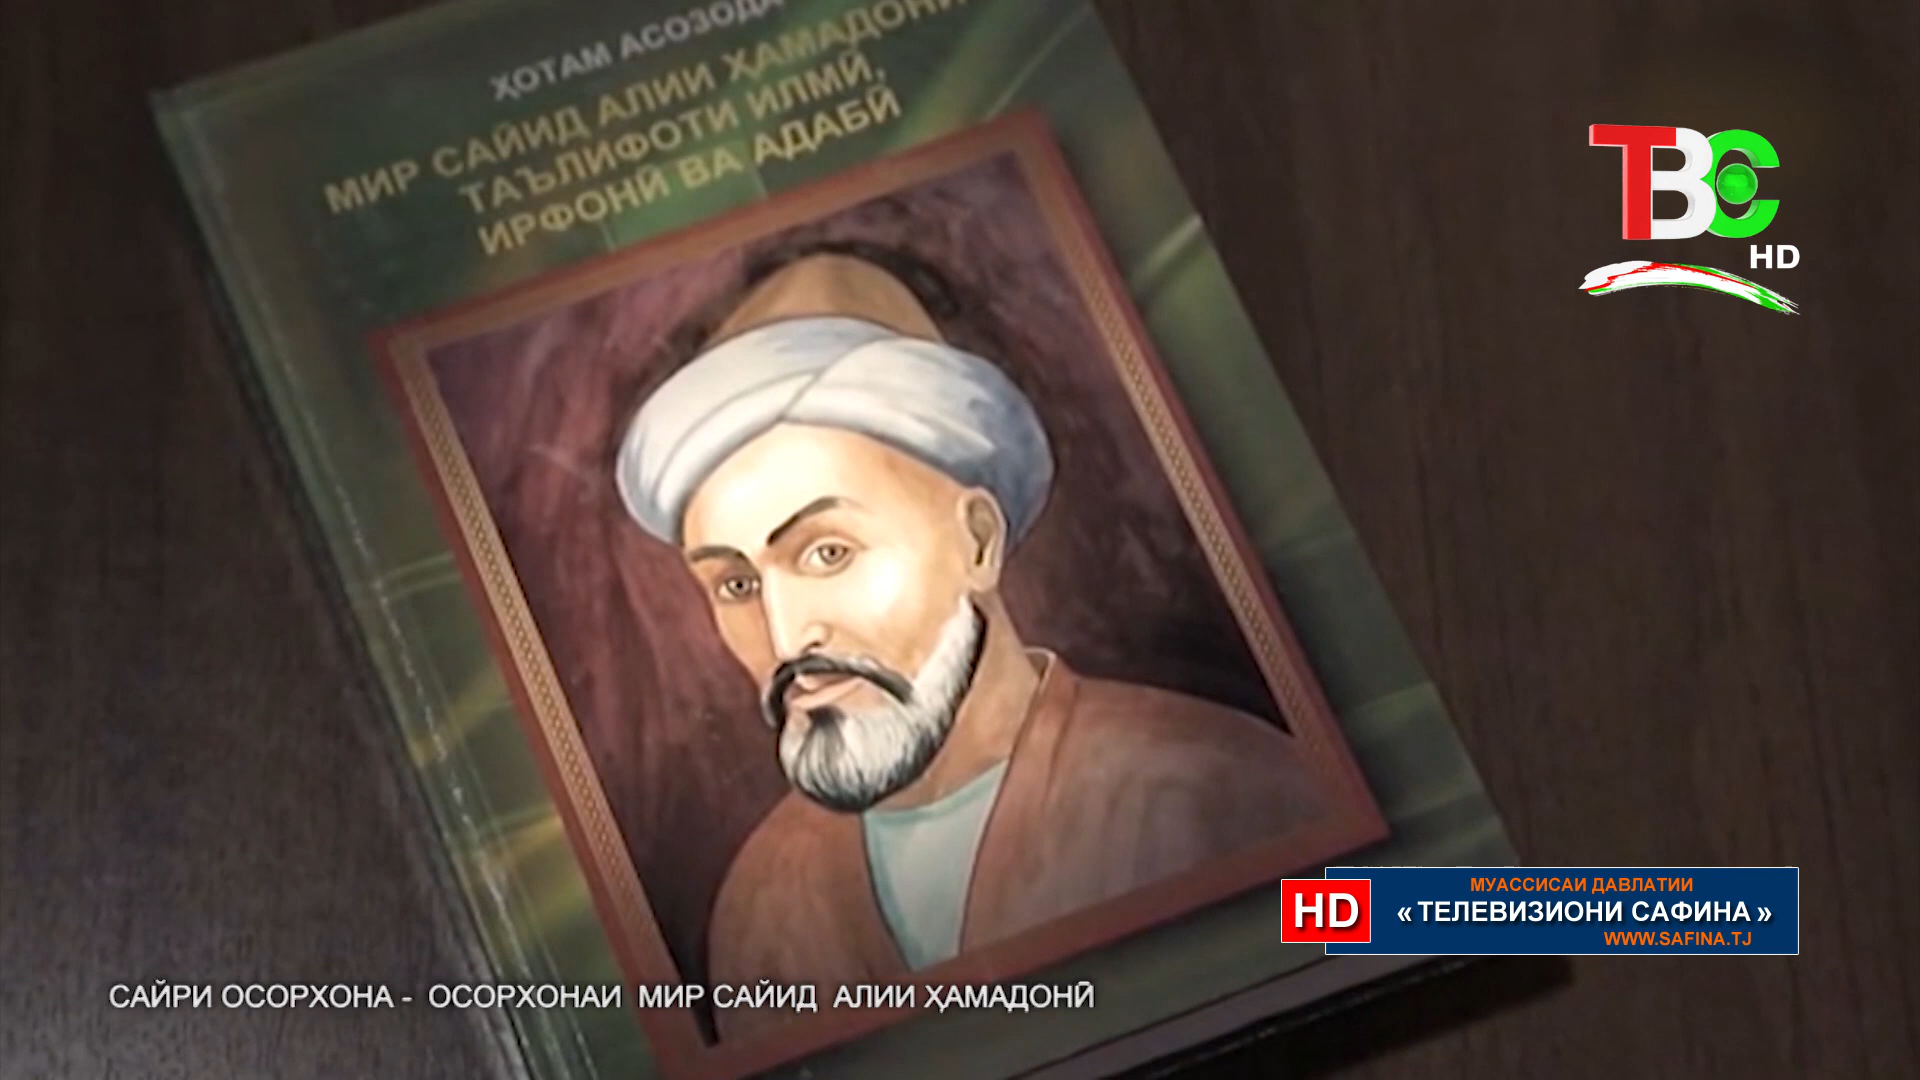 ҲОТАМ АСОЗОДА
МИР САЙИД АЛИИ ҲАМАДОНӢ
ТАЪЛИФОТИ ИЛМӢ,
ИРФОНӢ ВА АДАБӢ
ТВС
HD
МУАССИСАИ ДАВЛАТИИ
HD
«ТЕЛЕВИЗИОНИ САФИНА»
WWW.SAFINA.TJ
САЙРИ ОСОРХОНА - ОСОРХОНАИ МИР САЙИД АЛИИ ҲАМАДОНӢ